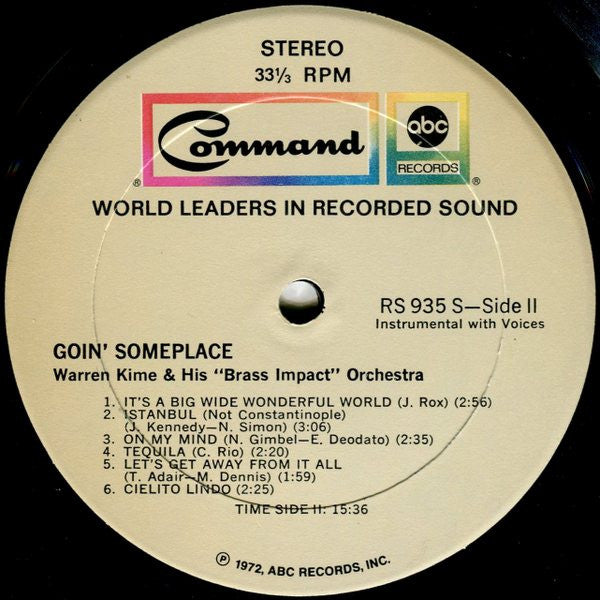 STEREO
33⅓ RPM
Command
abc
RECORDS
® ®
WORLD LEADERS IN RECORDED SOUND
RS 935 S—Side II
Instrumental with Voices
GOIN' SOMEPLACE
Warren Kime & His "Brass Impact" Orchestra
1. IT'S A BIG WIDE WONDERFUL WORLD (J. Rox) (2:56)
2. ISTANBUL (Not Constantinople)
(J. Kennedy—N. Simon) (3:06)
3. ON MY MIND (N. Gimbel—E. Deodato) (2:35)
4. TEQUILA (C. Rio) (2:20)
5. LET'S GET AWAY FROM IT ALL
(T. Adair—M. Dennis) (1:59)
6. CIELITO LINDO (2:25)
TIME SIDE II: 15:36
℗ 1972, ABC RECORDS, INC.